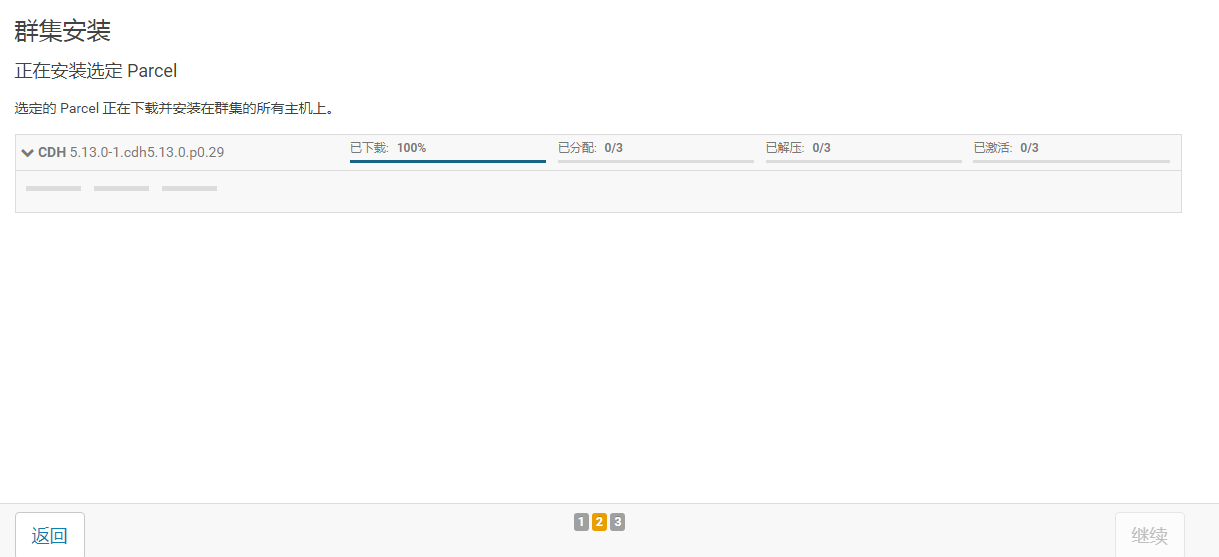 群集安装
正在安装选定 Parcel
选定的 Parcel 正在下载并安装在群集的所有主机上。
CDH 5.13.0-1.cdh5.13.0.p0.29 已下载: 100% 已分配: 0/3 已解压: 0/3 已激活: 0/3
返回 1 2 3 继续